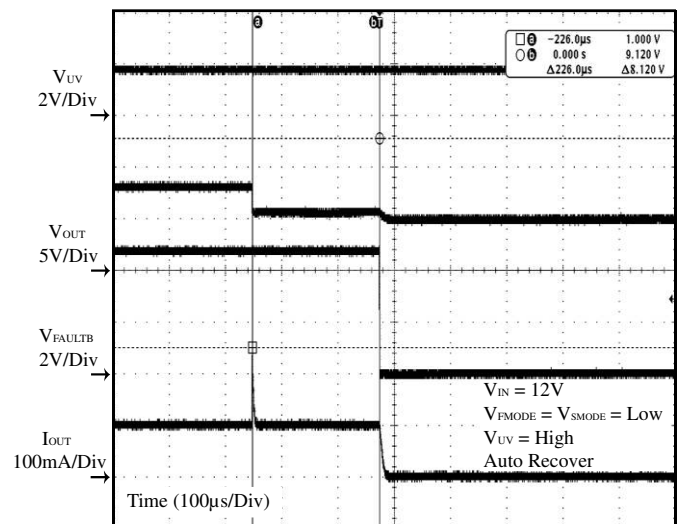 a
b T
a -226.0µs 1.000 V
b 0.000 s 9.120 V
Δ226.0µs Δ8.120 V
VUV
2V/Div
VOUT
5V/Div
VFAULTB
2V/Div
IOUT
100mA/Div
VIN = 12V
VFMODE = VSMODE = Low
VUV = High
Auto Recover
Time (100µs/Div)